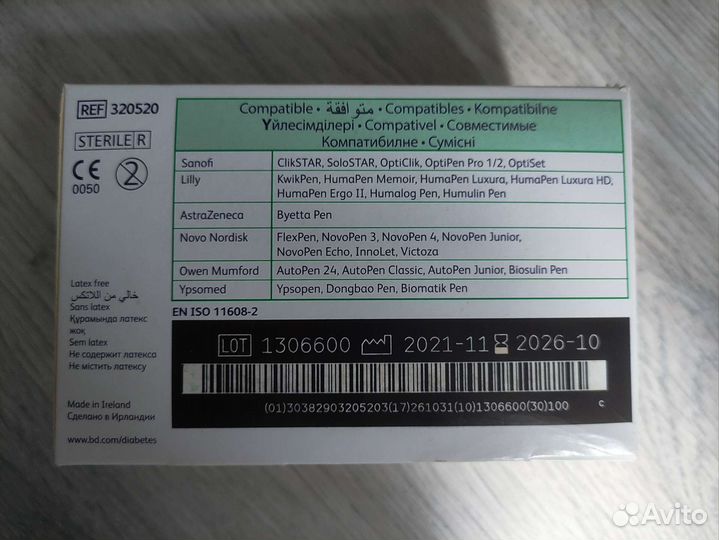 REF 320520
STERILE R
CE
0050
2
Compatible • متوافقة • Compatibles • Kompatibilne
Үйлесімділері • Compativel • Совместимые
Компатибилне • Сумісні
Sanofi ClikSTAR, SoloSTAR, OptiClik, OptiPen Pro 1/2, OptiSet
Lilly KwikPen, HumaPen Memoir, HumaPen Luxura, HumaPen Luxura HD,
HumaPen Ergo II, Humalog Pen, Humulin Pen
AstraZeneca Byetta Pen
Novo Nordisk FlexPen, NovoPen 3, NovoPen 4, NovoPen Junior,
NovoPen Echo, InnoLet, Victoza
Owen Mumford AutoPen 24, AutoPen Classic, AutoPen Junior, Biosulin Pen
Ypsomed Ypsopen, Dongbao Pen, Biomatik Pen
EN ISO 11608-2
Latex free
خالي من اللاتكس
Sans latex
Құрамында латекс
жоқ
Sem latex
Не содержит латекса
Не містить латексу
Made in Ireland
Сделано в Ирландии
www.bd.com/diabetes
LOT 1306600 2021-11 2026-10
(01)30382903205203(17)261031(10)1306600(30)100
c
Avito